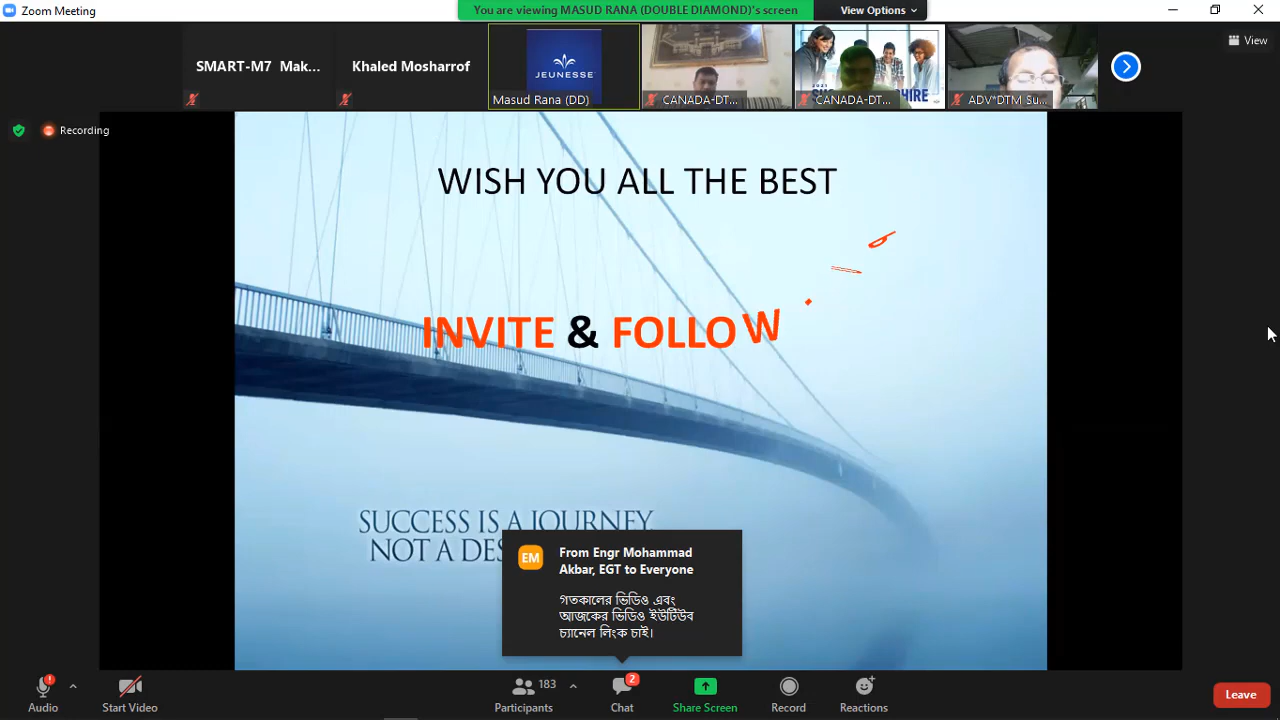 Zoom Meeting
You are viewing MASUD RANA (DOUBLE DIAMOND)'s screen
View Options
SMART-M7 Mak...
Khaled Mosharrof
JEUNESSE
Masud Rana (DD)
CANADA-DT...
CANADA-DT...
ADV*DTM Su...
View
Recording
WISH YOU ALL THE BEST
INVITE & FOLLOW
SUCCESS IS A JOURNEY,
NOT A DES
EM
From Engr Mohammad
Akbar, EGT to Everyone
গতকালের ভিডিও এবং
আজকের ভিডিও ইউটিউব
চ্যানেল লিংক চাই।
Audio
Start Video
183
Participants
2
Chat
Share Screen
Record
Reactions
Leave